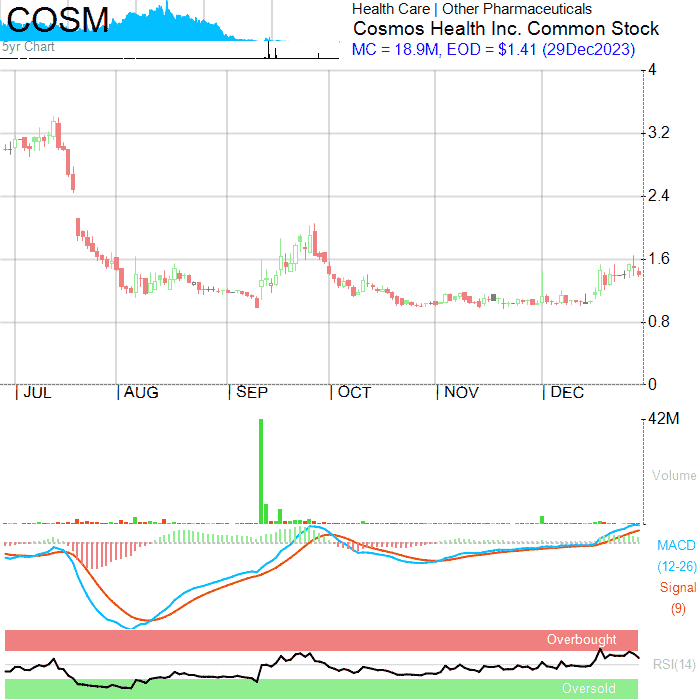 COSM
5yr Chart
Health Care | Other Pharmaceuticals
Cosmos Health Inc. Common Stock
MC = 18.9M, EOD = $1.41 (29Dec2023)
4
3.2
2.4
1.6
0.8
0
JUL AUG SEP OCT NOV DEC
42M
Volume
MACD
(12-26)
Signal
(9)
Overbought
RSI(14)
Oversold